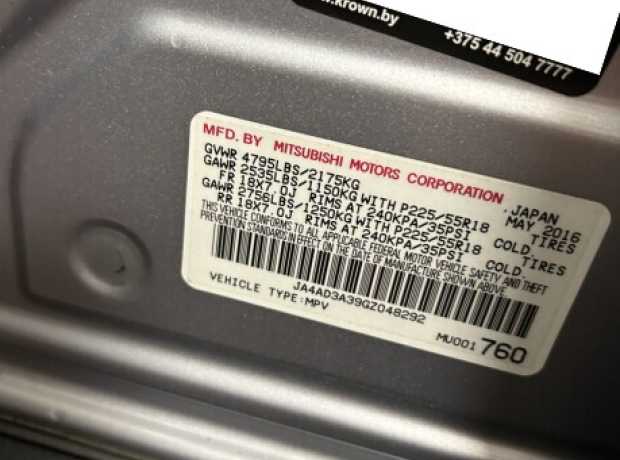 www.krown.by
+375 44 504 7777
MFD. BY MITSUBISHI MOTORS CORPORATION JAPAN
GVWR 4795LBS/2175KG MAY 2016
GAWR 2535LBS/1150KG WITH P225/55R18 TIRES
FR 18X7.0J RIMS AT 240KPA/35PSI COLD.
GAWR 2756LBS/1250KG WITH P225/55R18 TIRES
RR 18X7.0J RIMS AT 240KPA/35PSI COLD.
THIS VEHICLE CONFORMS TO ALL APPLICABLE FEDERAL MOTOR VEHICLE SAFETY AND THEFT
PREVENTION STANDARDS IN EFFECT ON THE DATE OF MANUFACTURE SHOWN ABOVE.
JA4AD3A39GZ048292
VEHICLE TYPE:MPV
MU001 760